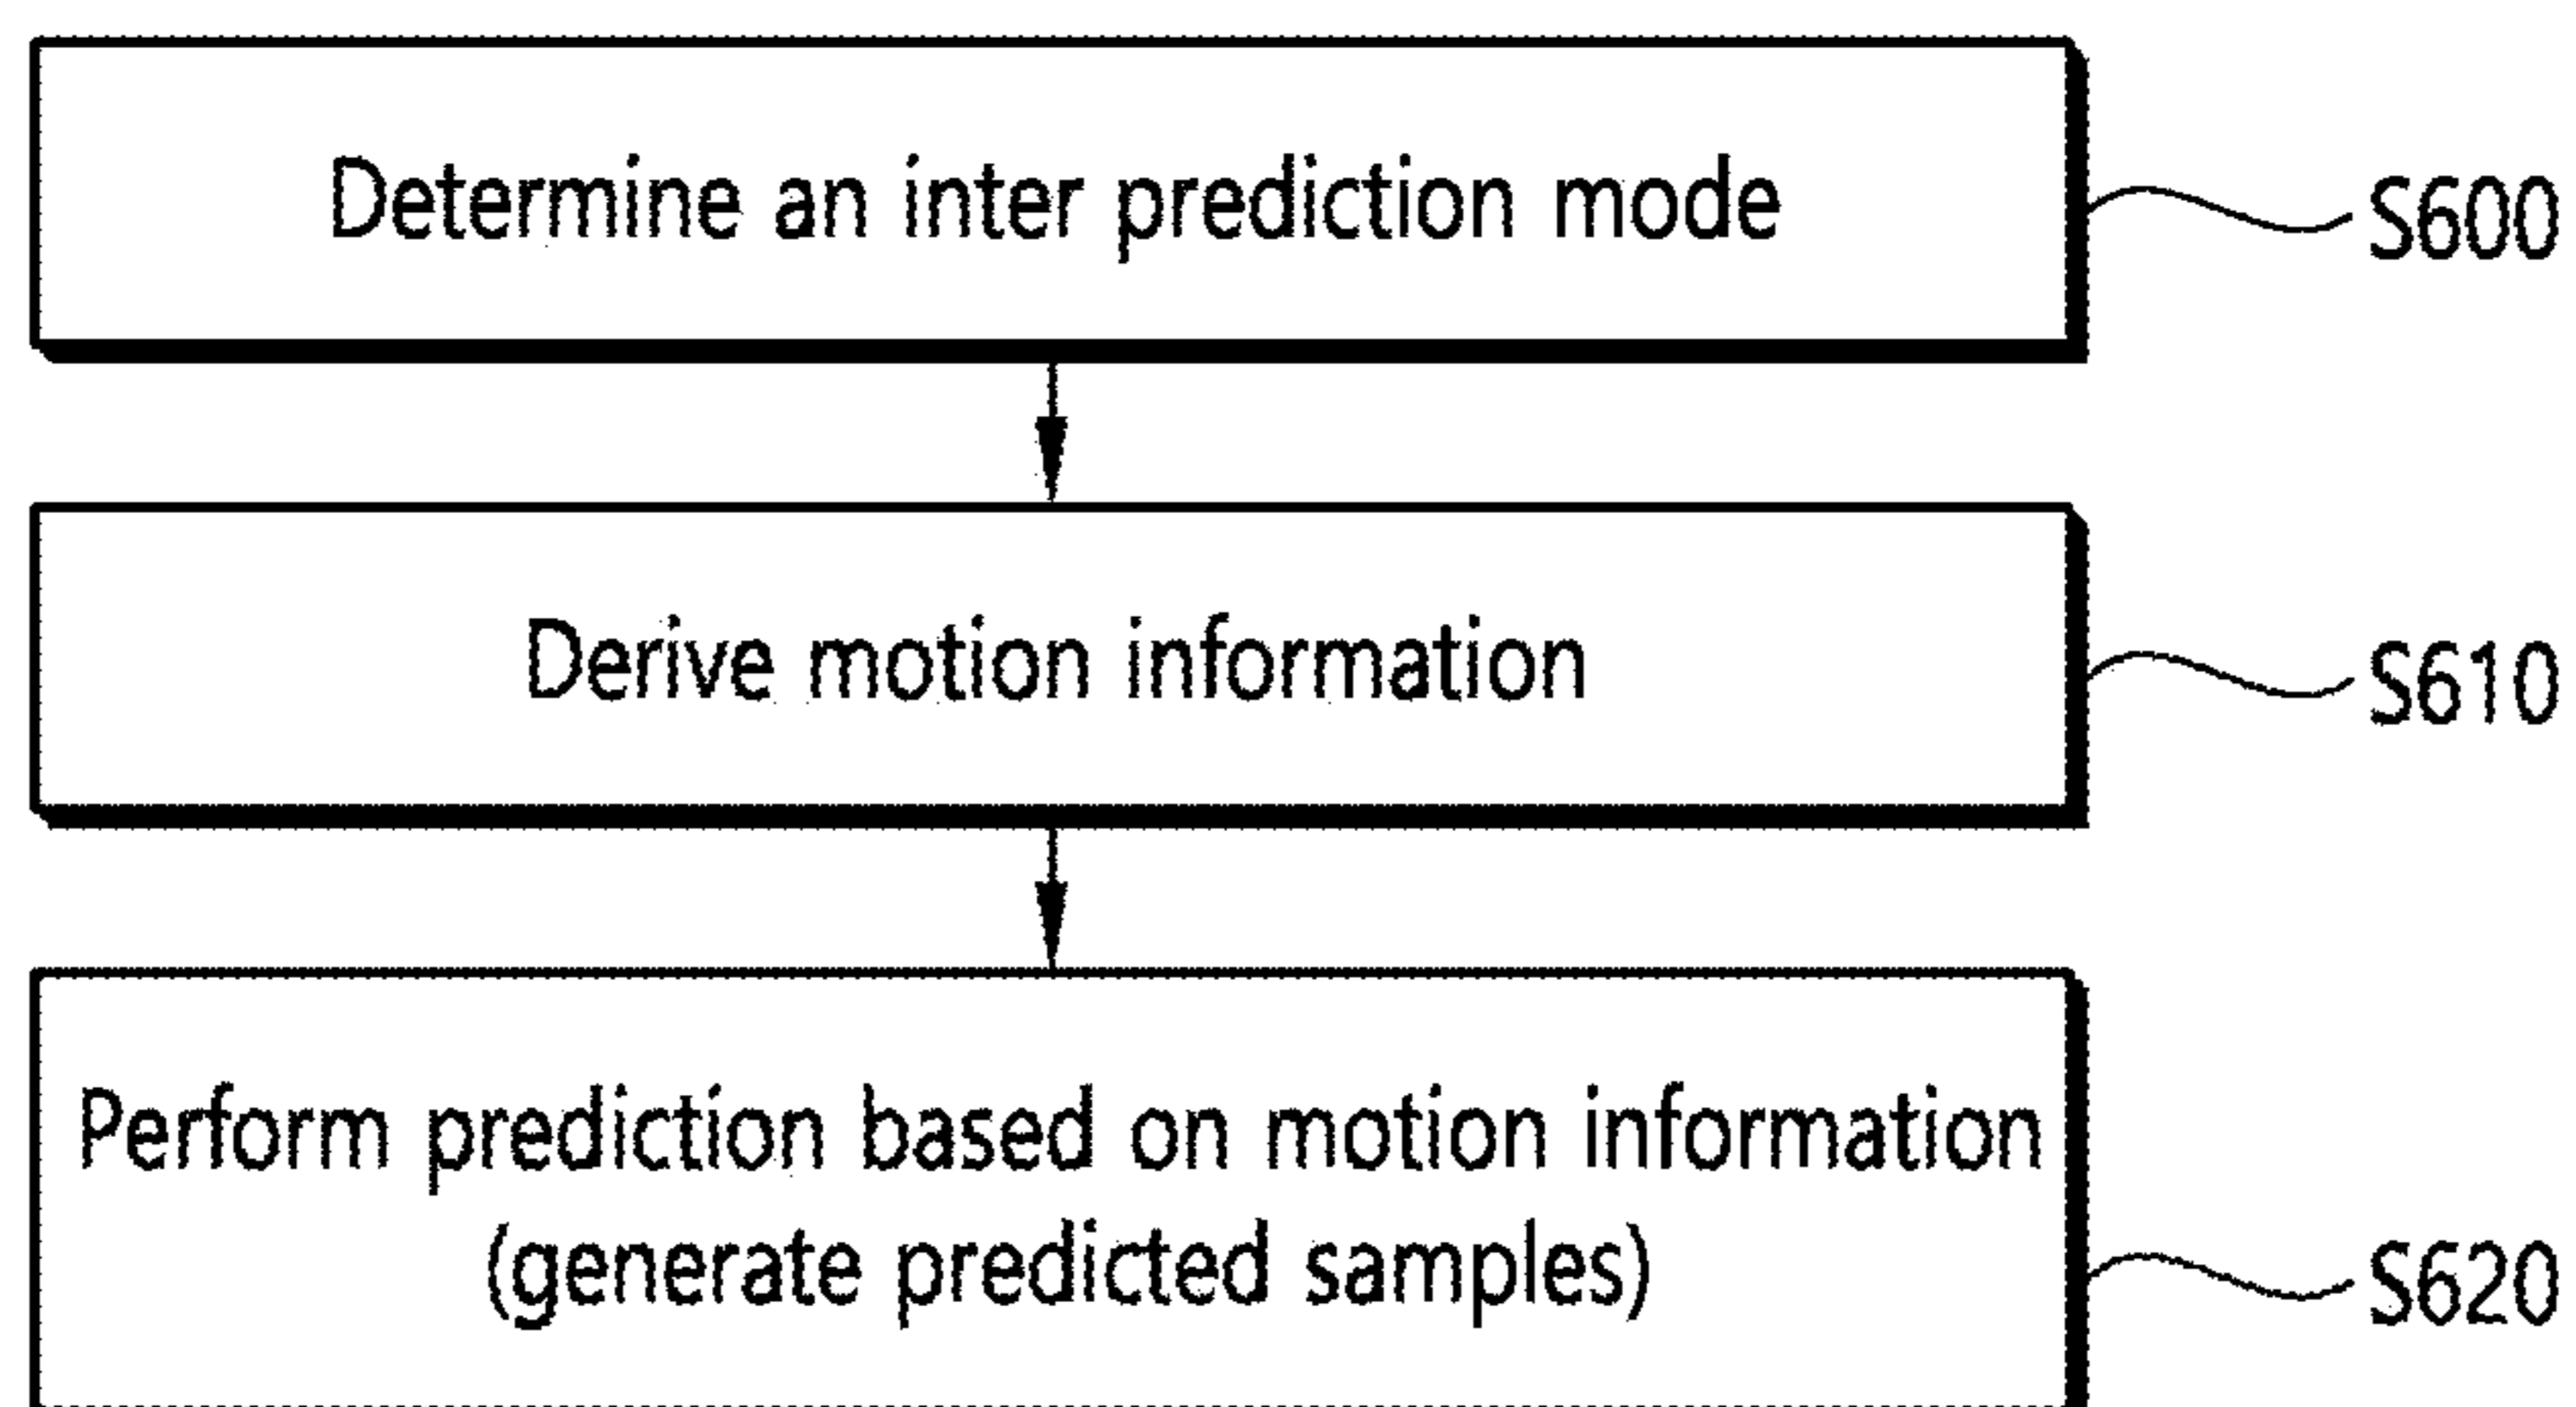 Determine an inter prediction mode
S600
Derive motion information
S610
Perform prediction based on motion information
(generate predicted samples)
S620